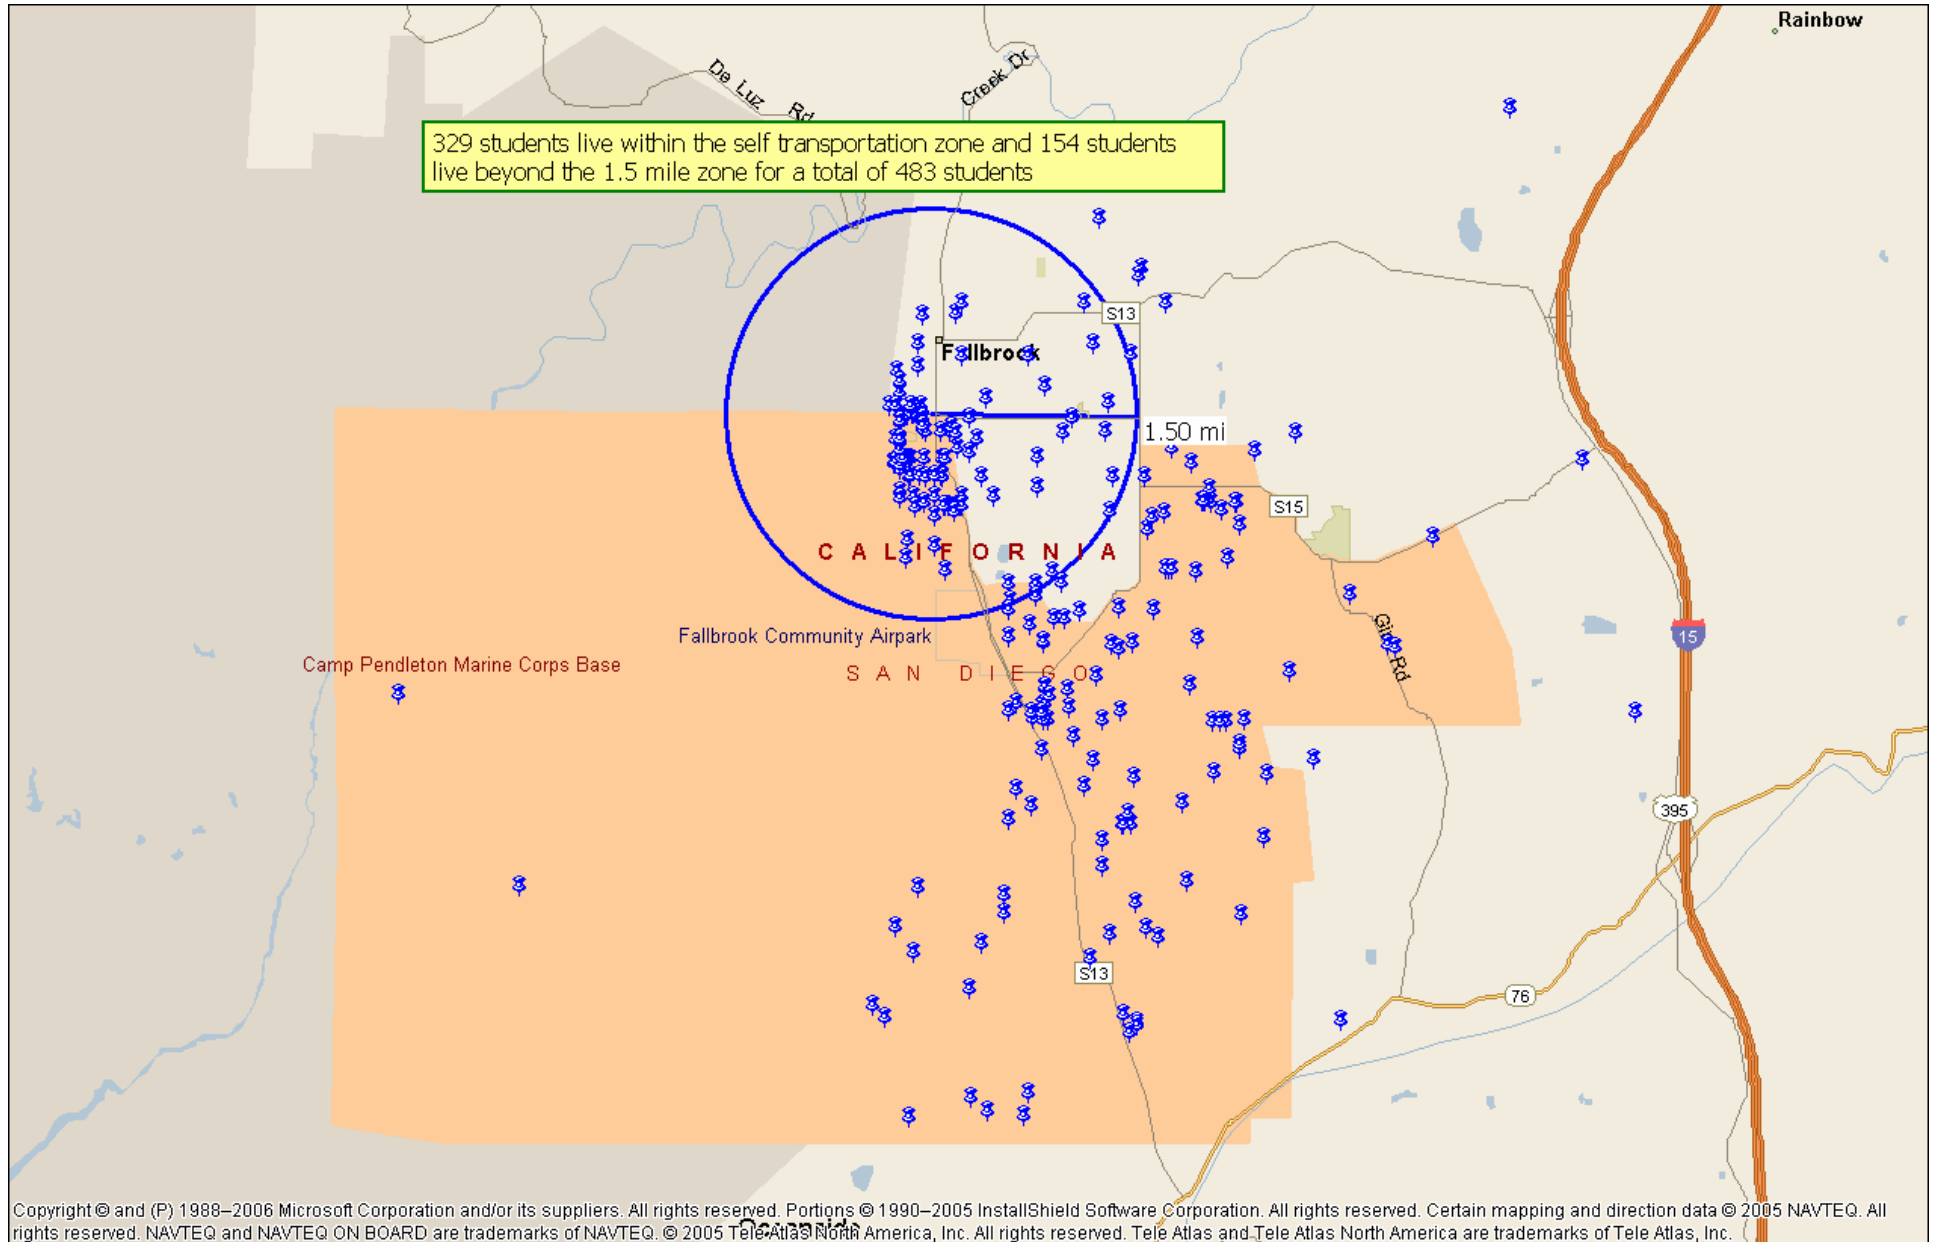 Rainbow
De Luz Rd
Creek Dr
329 students live within the self transportation zone and 154 students
live beyond the 1.5 mile zone for a total of 483 students
S13
Fallbrook
1.50 mi
S15
CALIFORNIA
Fallbrook Community Airpark
15
Camp Pendleton Marine Corps Base
SAN DIEGO
395
S13
76
Copyright © and (P) 1988–2006 Microsoft Corporation and/or its suppliers. All rights reserved. Portions © 1990–2005 InstallShield Software Corporation. All rights reserved. Certain mapping and direction data © 2005 NAVTEQ. All
Oceanside
rights reserved. NAVTEQ and NAVTEQ ON BOARD are trademarks of NAVTEQ. © 2005 Tele Atlas North America, Inc. All rights reserved. Tele Atlas and Tele Atlas North America are trademarks of Tele Atlas, Inc.